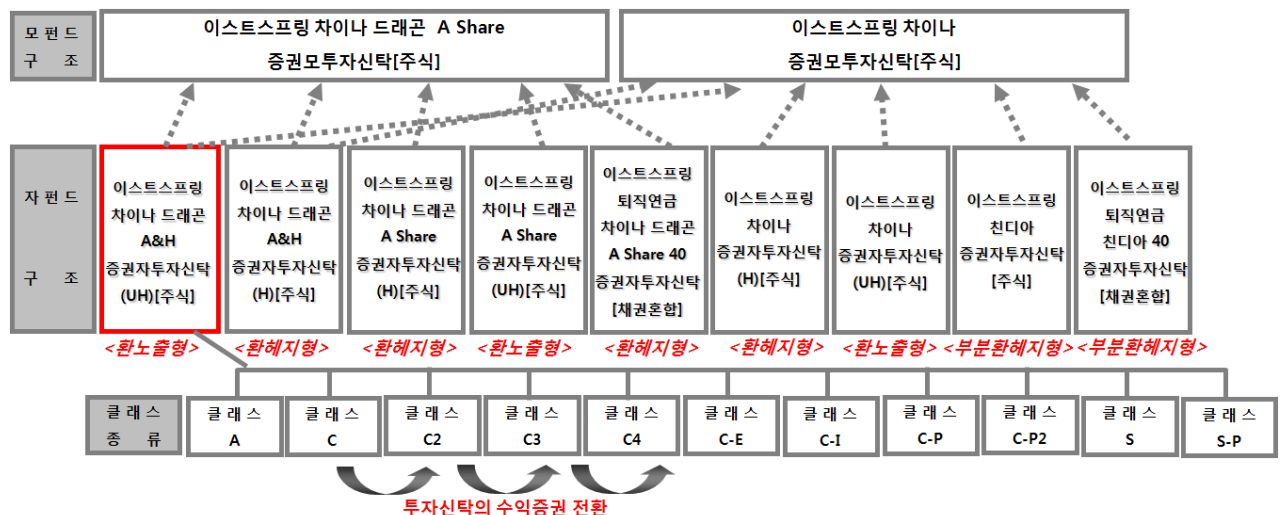 모 펀 드
구 조
이스트스프링 차이나 드래곤 A Share
증권모투자신탁[주식]
이스트스프링 차이나
증권모투자신탁[주식]
자 펀 드
구 조
이스트스프링
차이나 드래곤
A&H
증권자투자신탁
(UH)[주식]
이스트스프링
차이나 드래곤
A&H
증권자투자신탁
(H)[주식]
이스트스프링
차이나 드래곤
A Share
증권자투자신탁
(H)[주식]
이스트스프링
차이나 드래곤
A Share
증권자투자신탁
(UH)[주식]
이스트스프링
퇴직연금
차이나 드래곤
A Share 40
증권자투자신탁
[채권혼합]
이스트스프링
차이나
증권자투자신탁
(H)[주식]
이스트스프링
차이나
증권자투자신탁
(UH)[주식]
이스트스프링
친디아
증권자투자신탁
[주식]
이스트스프링
퇴직연금
친디아 40
증권자투자신탁
[채권혼합]
<환노출형> <환헤지형> <환헤지형> <환노출형> <환헤지형> <환헤지형> <환노출형> <부분환헤지형> <부분환헤지형>
클 래 스
종 류
클 래 스
A
클 래 스
C
클 래 스
C2
클 래 스
C3
클 래 스
C4
클 래 스
C-E
클 래 스
C-I
클 래 스
C-P
클 래 스
C-P2
클 래 스
S
클 래 스
S-P
투자신탁의 수익증권 전환